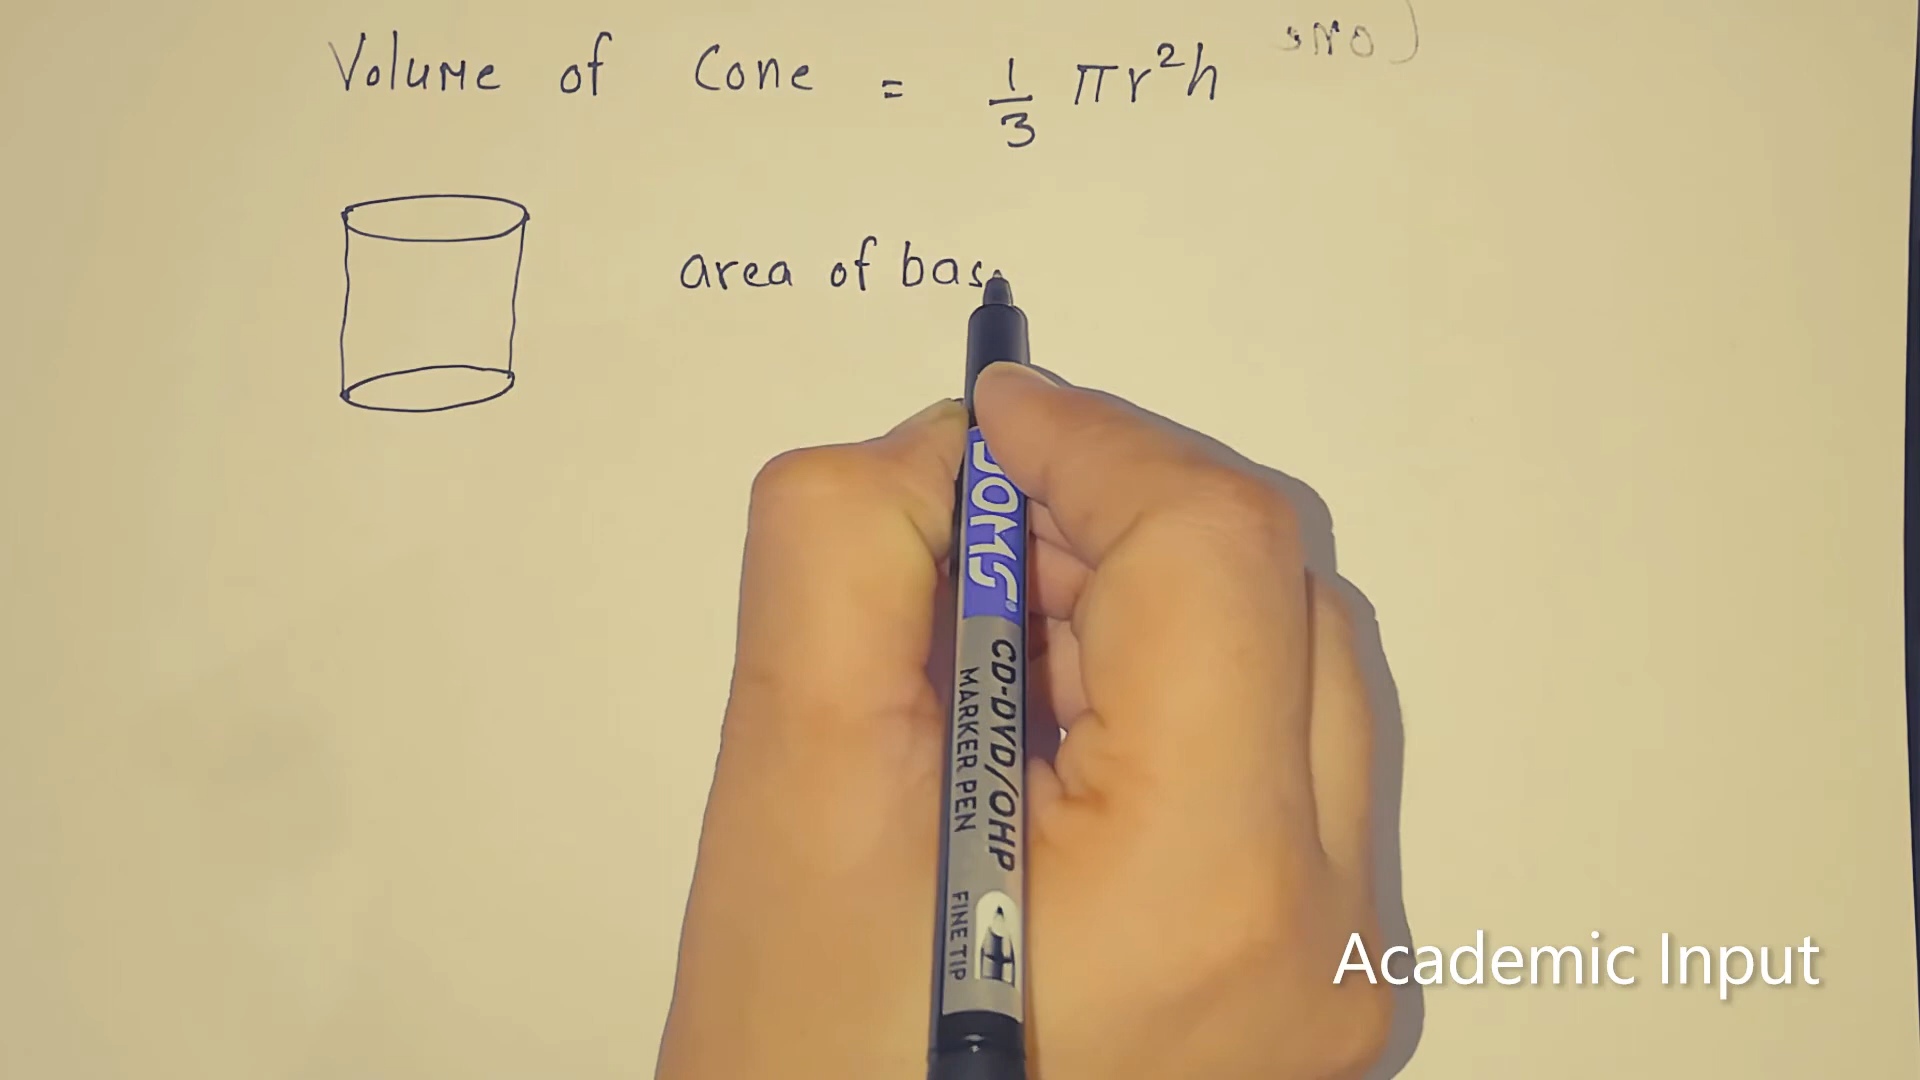 Volume of Cone = 1/3 πr²h
area of bas
DOMS
CD-DVD/OHP
MARKER PEN
FINE TIP
Academic Input